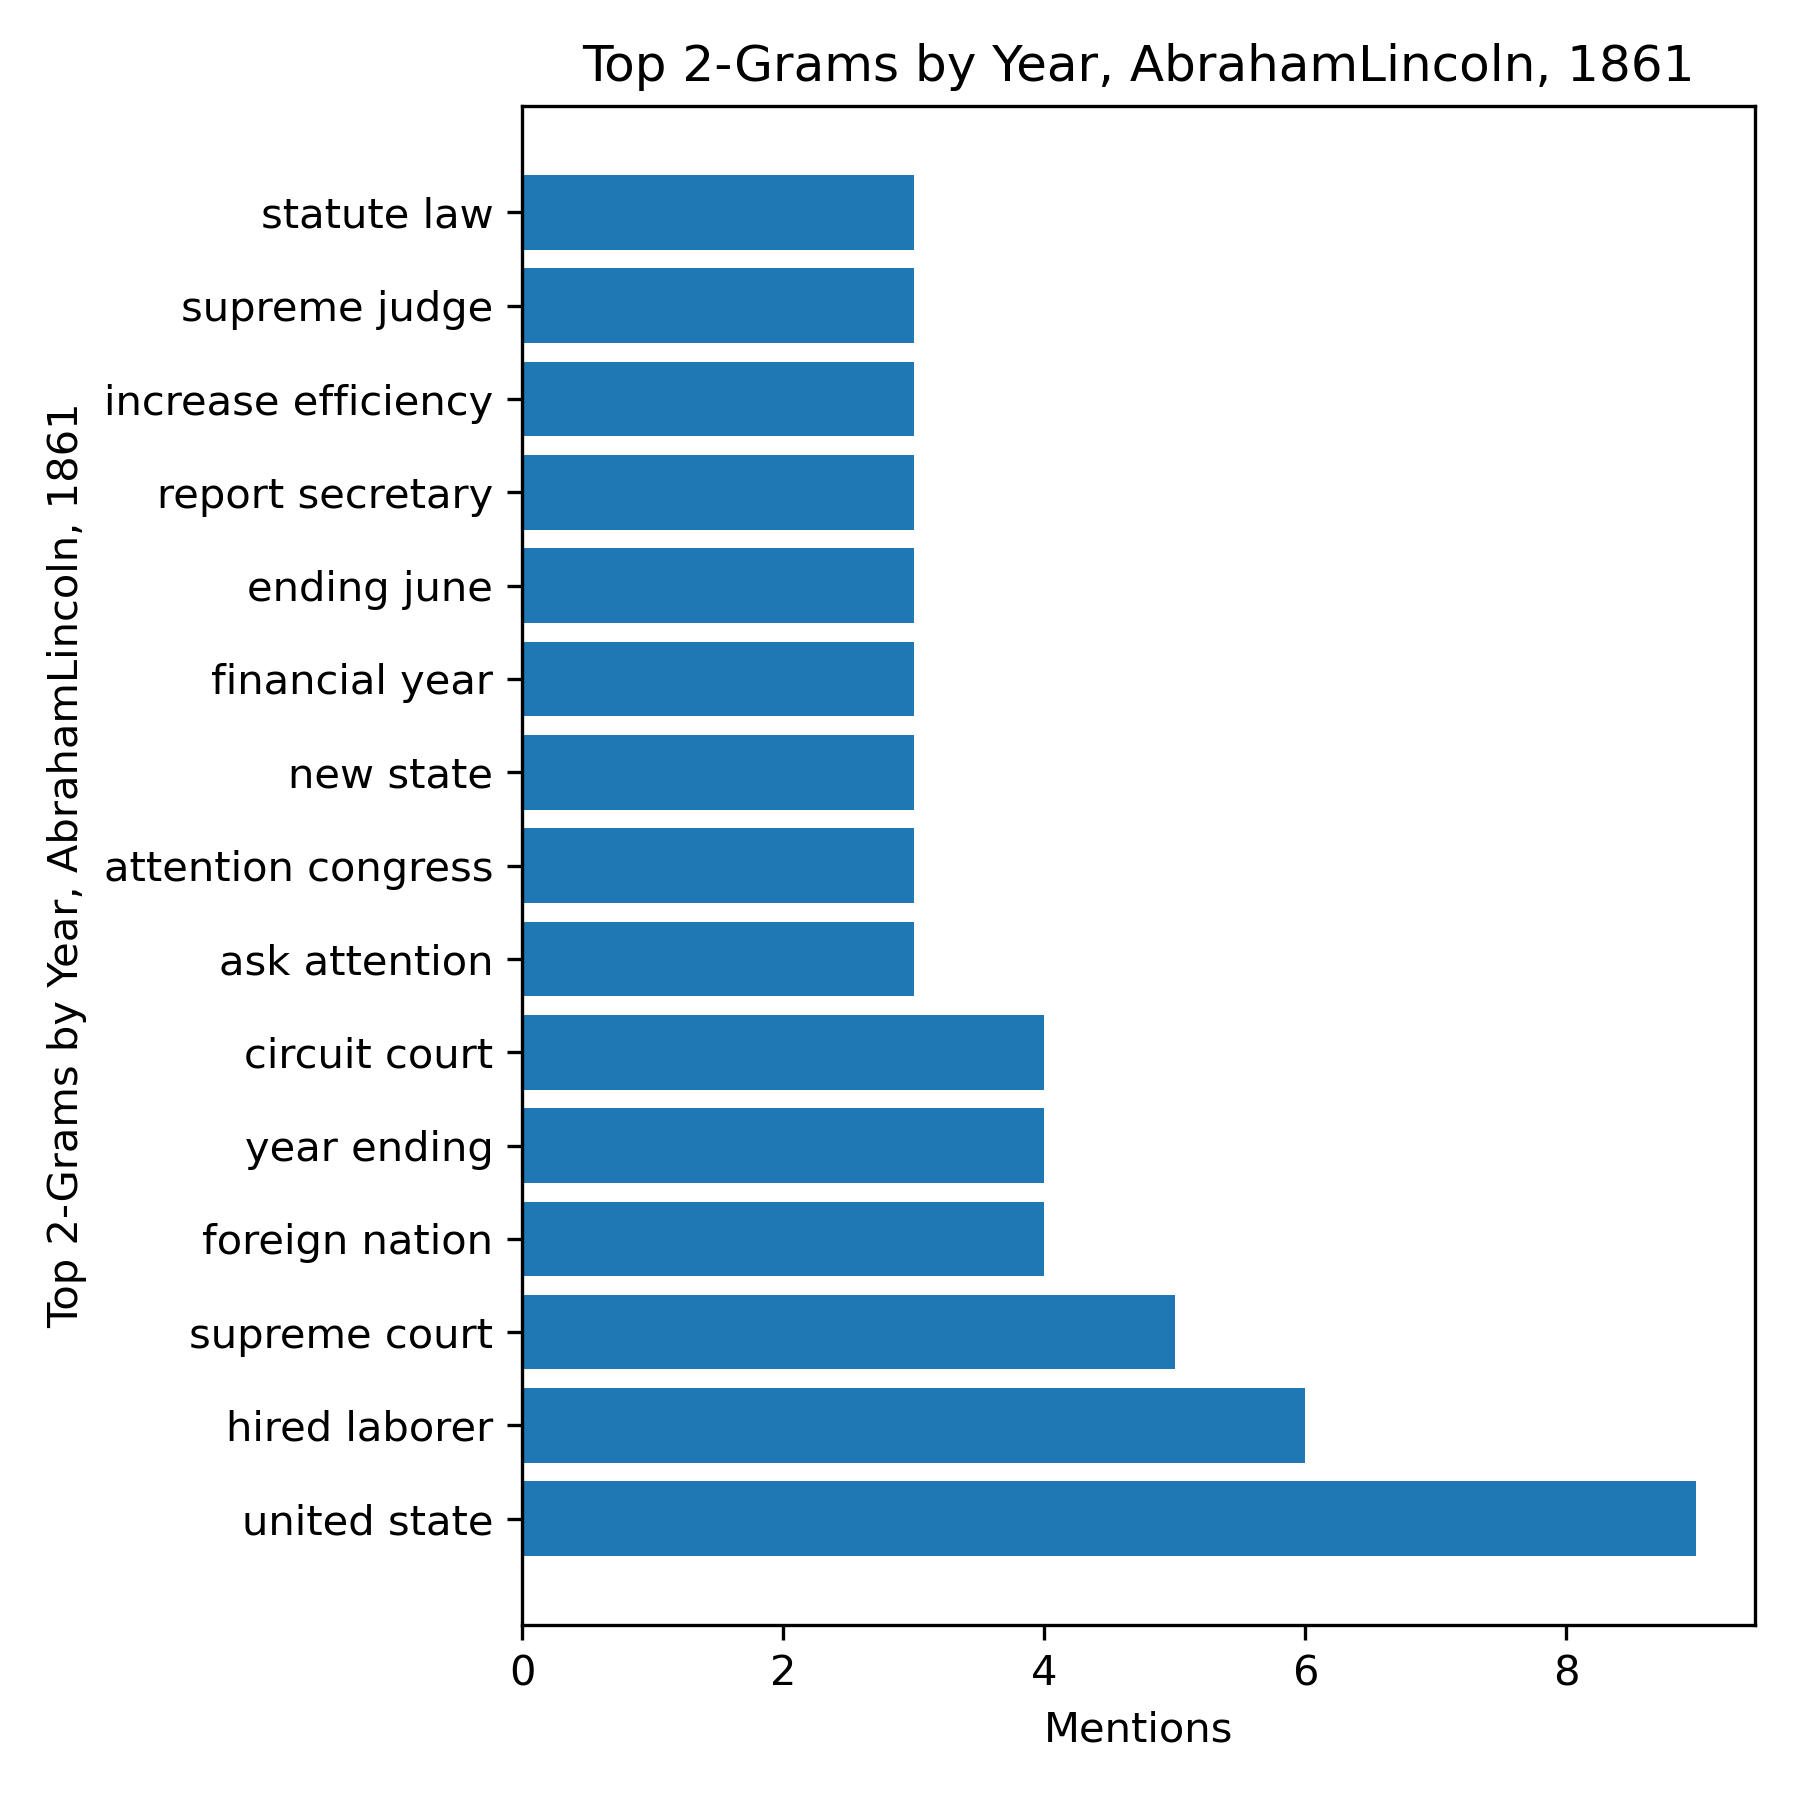 Top 2-Grams by Year, AbrahamLincoln, 1861
Top 2-Grams by Year, AbrahamLincoln, 1861
statute law
supreme judge
increase efficiency
report secretary
ending june
financial year
new state
attention congress
ask attention
circuit court
year ending
foreign nation
supreme court
hired laborer
united state
0 2 4 6 8
Mentions